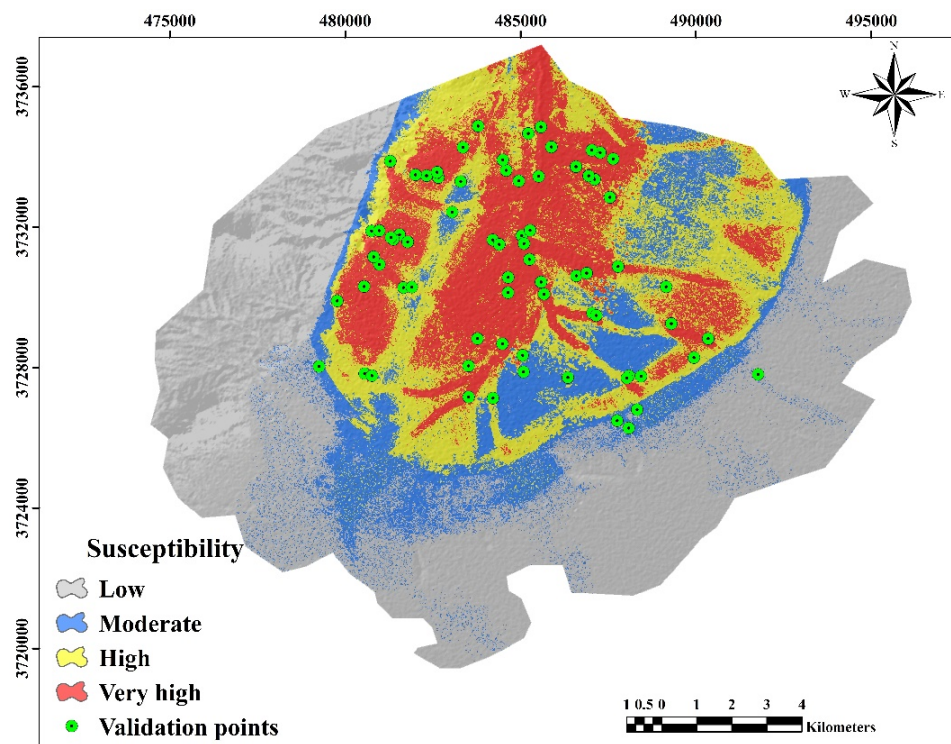 475000 480000 485000 490000 495000
3736000
3732000
3728000
3724000
3720000
N
W E
S
Susceptibility
Low
Moderate
High
Very high
Validation points
1 0.5 0 1 2 3 4
Kilometers